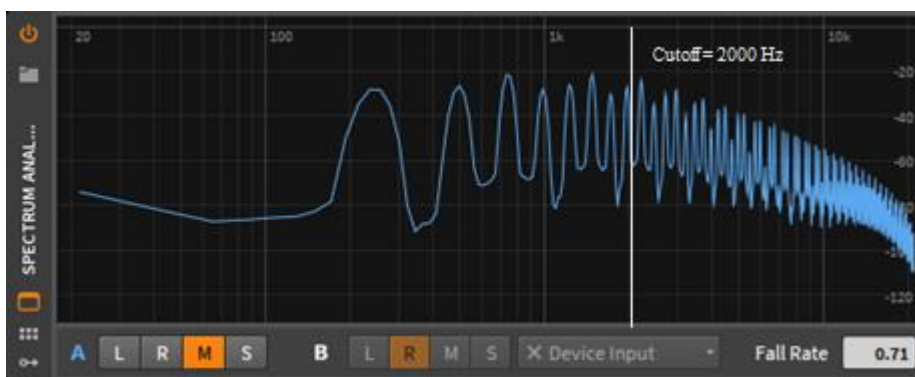 20 100 1k 10k
Cutoff= 2000 Hz
-20
-40
-60
-120
SPECTRUM ANAL...
A L R M S B L R M S × Device Input Fall Rate 0.71